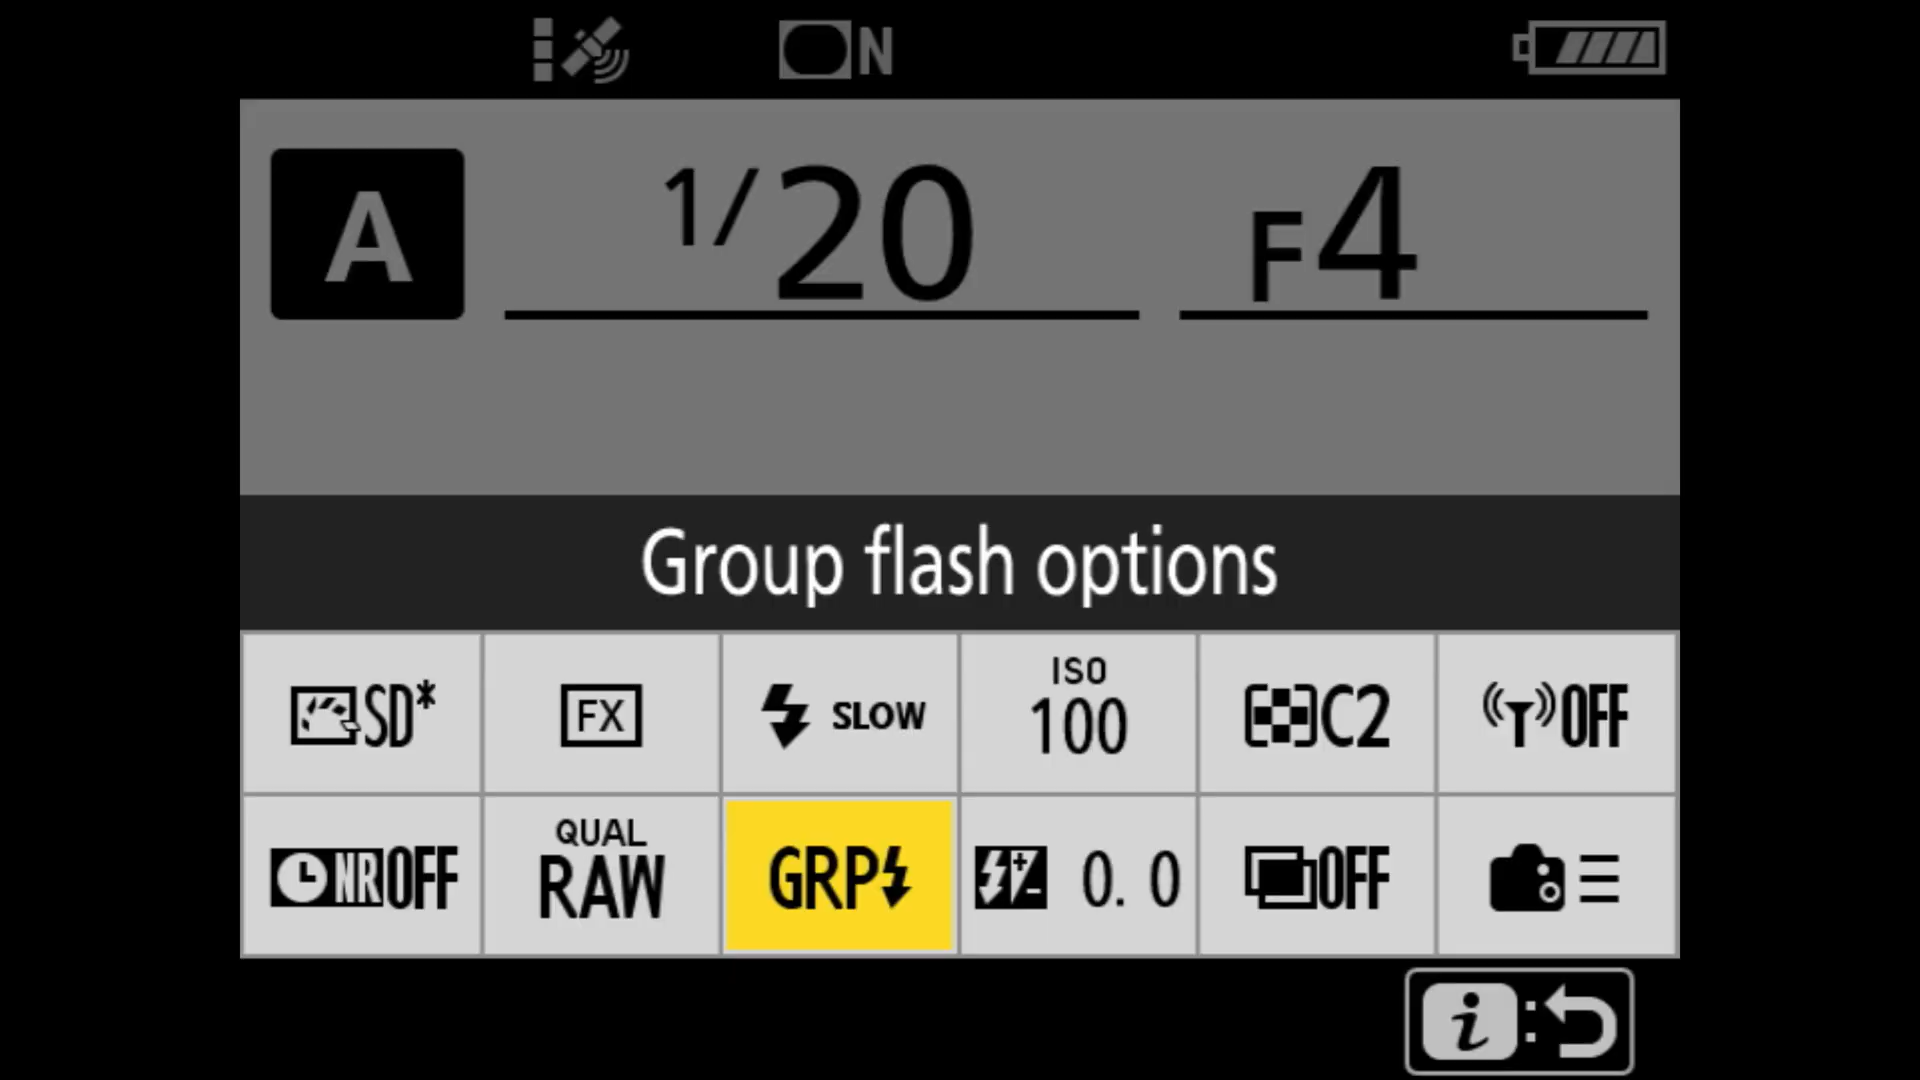 N
A 1/20 F4
Group flash options
SD* FX SLOW ISO 100 C2 OFF
NR OFF QUAL RAW GRP 0.0 OFF
i: